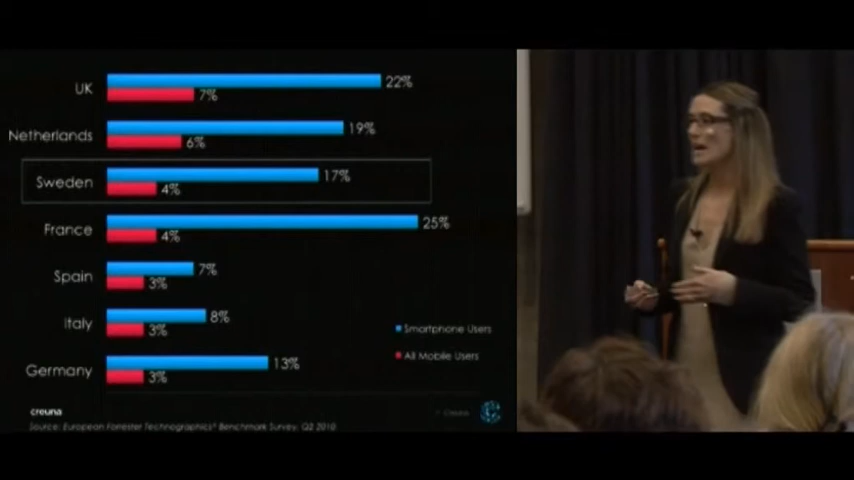 UK 22%
7%
Netherlands 19%
6%
Sweden 17%
4%
France 25%
4%
Spain 7%
3%
Italy 8%
3%
Smartphone Users
All Mobile Users
Germany 13%
3%
creuna
Creuna
Source: European Forrester Technographics® Benchmark Survey: Q2 2010